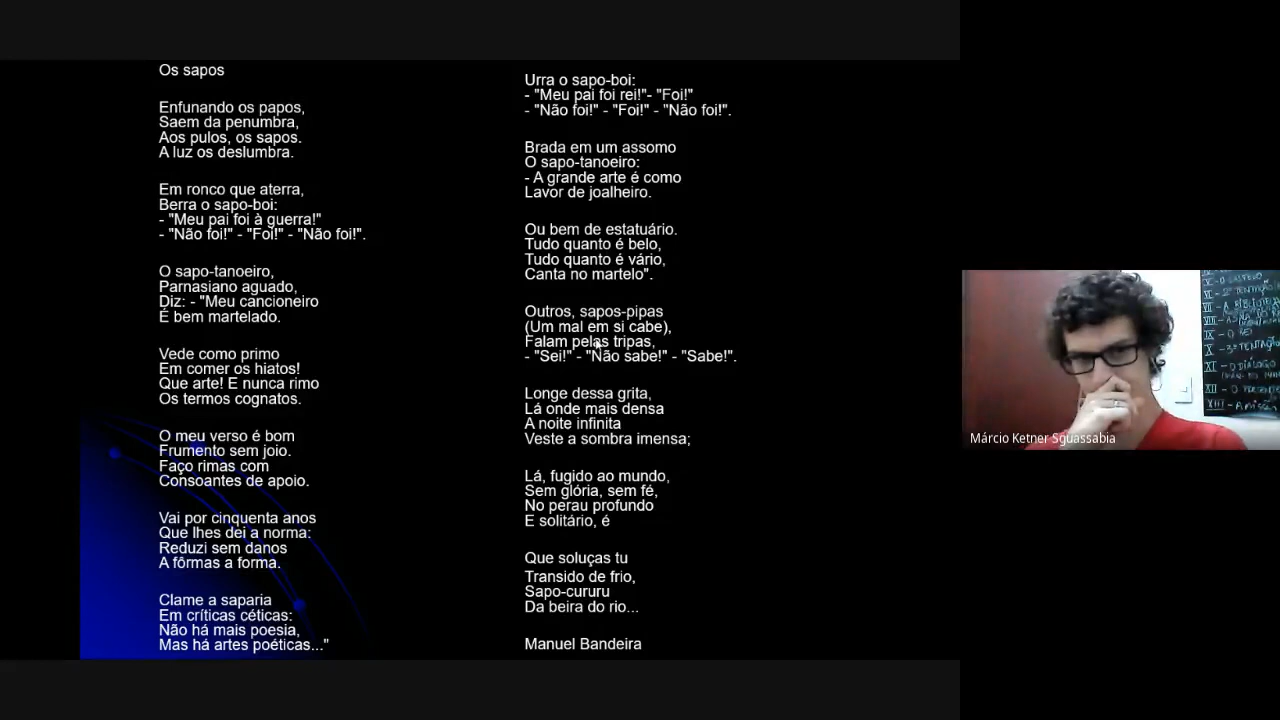 Os sapos
Enfunando os papos,
Saem da penumbra,
Aos pulos, os sapos.
A luz os deslumbra.
Em ronco que aterra,
Berra o sapo-boi:
- "Meu pai foi à guerra!"
- "Não foi!" - "Foi!" - "Não foi!".
O sapo-tanoeiro,
Parnasiano aguado,
Diz: - "Meu cancioneiro
É bem martelado.
Vede como primo
Em comer os hiatos!
Que arte! E nunca rimo
Os termos cognatos.
O meu verso é bom
Frumento sem joio.
Faço rimas com
Consoantes de apoio.
Vai por cinquenta anos
Que lhes dei a norma:
Reduzi sem danos
A fôrmas a forma.
Clame a saparia
Em críticas céticas:
Não há mais poesia,
Mas há artes poéticas..."
Urra o sapo-boi:
- "Meu pai foi rei!"- "Foi!"
- "Não foi!" - "Foi!" - "Não foi!".
Brada em um assomo
O sapo-tanoeiro:
- A grande arte é como
Lavor de joalheiro.
Ou bem de estatuário.
Tudo quanto é belo,
Tudo quanto é vário,
Canta no martelo".
Outros, sapos-pipas
(Um mal em si cabe),
Falam pelas tripas,
- "Sei!" - "Não sabe!" - "Sabe!".
Longe dessa grita,
Lá onde mais densa
A noite infinita
Veste a sombra imensa;
Lá, fugido ao mundo,
Sem glória, sem fé,
No perau profundo
E solitário, é
Que soluças tu
Transido de frio,
Sapo-cururu
Da beira do rio...
Manuel Bandeira
Márcio Ketner Sguassabia